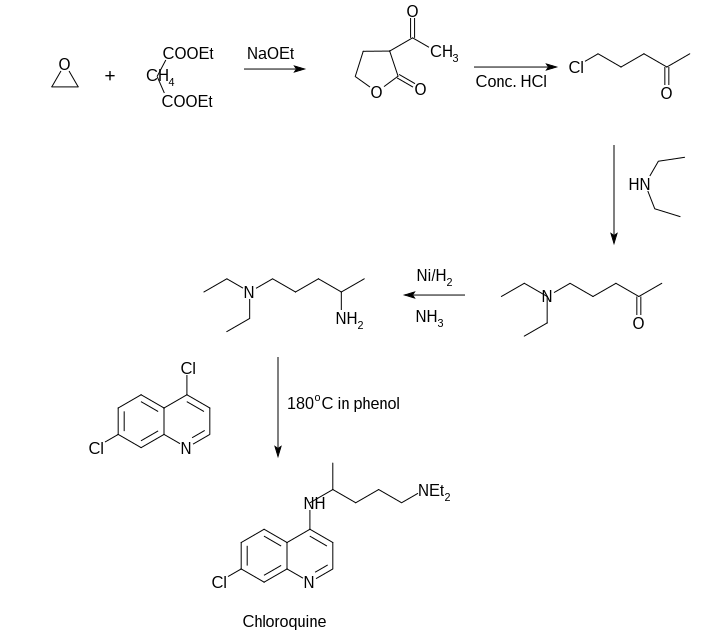 O
+
COOEt
CH4
COOEt
NaOEt
O
CH3
O
O
Conc. HCl
Cl
O
HN
N
NH2
Ni/H2
NH3
N
O
Cl
Cl
N
180°C in phenol
NH
NEt2
Cl
N
Chloroquine